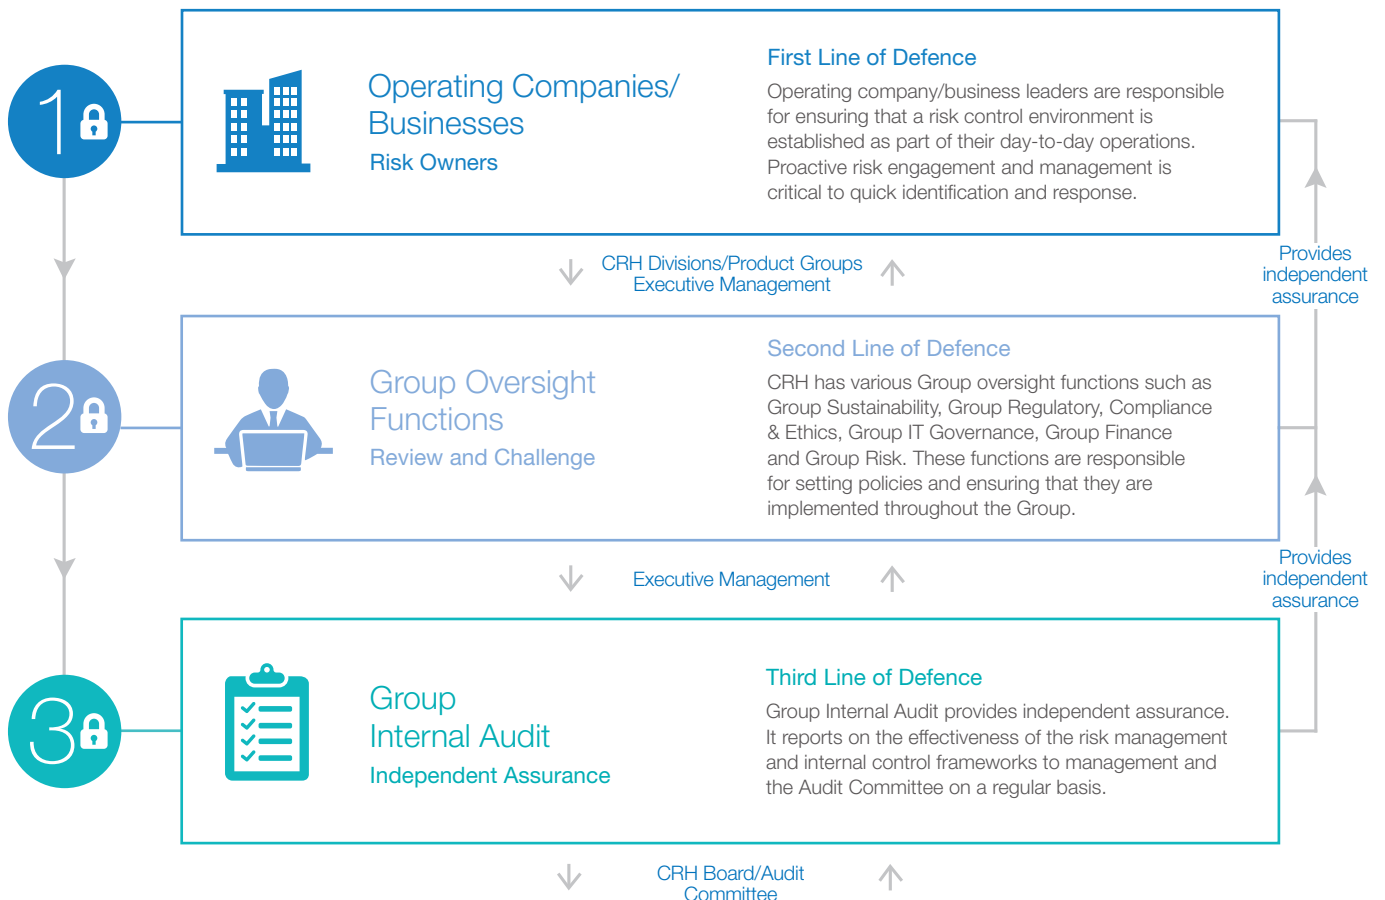 1
Operating Companies/
Businesses
Risk Owners
First Line of Defence
Operating company/business leaders are responsible
for ensuring that a risk control environment is
established as part of their day-to-day operations.
Proactive risk engagement and management is
critical to quick identification and response.
CRH Divisions/Product Groups
Executive Management
Provides
independent
assurance
2
Group Oversight
Functions
Review and Challenge
Second Line of Defence
CRH has various Group oversight functions such as
Group Sustainability, Group Regulatory, Compliance
& Ethics, Group IT Governance, Group Finance
and Group Risk. These functions are responsible
for setting policies and ensuring that they are
implemented throughout the Group.
Executive Management
Provides
independent
assurance
3
Group
Internal Audit
Independent Assurance
Third Line of Defence
Group Internal Audit provides independent assurance.
It reports on the effectiveness of the risk management
and internal control frameworks to management and
the Audit Committee on a regular basis.
CRH Board/Audit
Committee